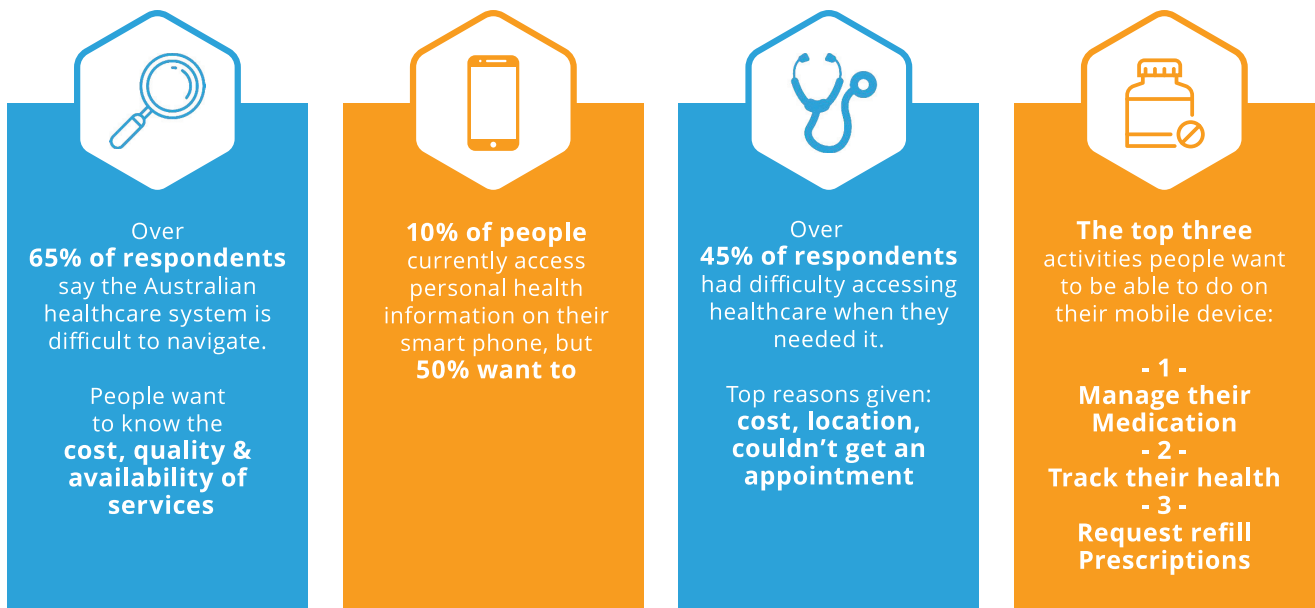 Over
65% of respondents
say the Australian
healthcare system is
difficult to navigate.
People want
to know the
cost, quality &
availability of
services
10% of people
currently access
personal health
information on their
smart phone, but
50% want to
Over
45% of respondents
had difficulty accessing
healthcare when they
needed it.
Top reasons given:
cost, location,
couldn't get an
appointment
The top three
activities people want
to be able to do on
their mobile device:
- 1 -
Manage their
Medication
- 2 -
Track their health
- 3 -
Request refill
Prescriptions